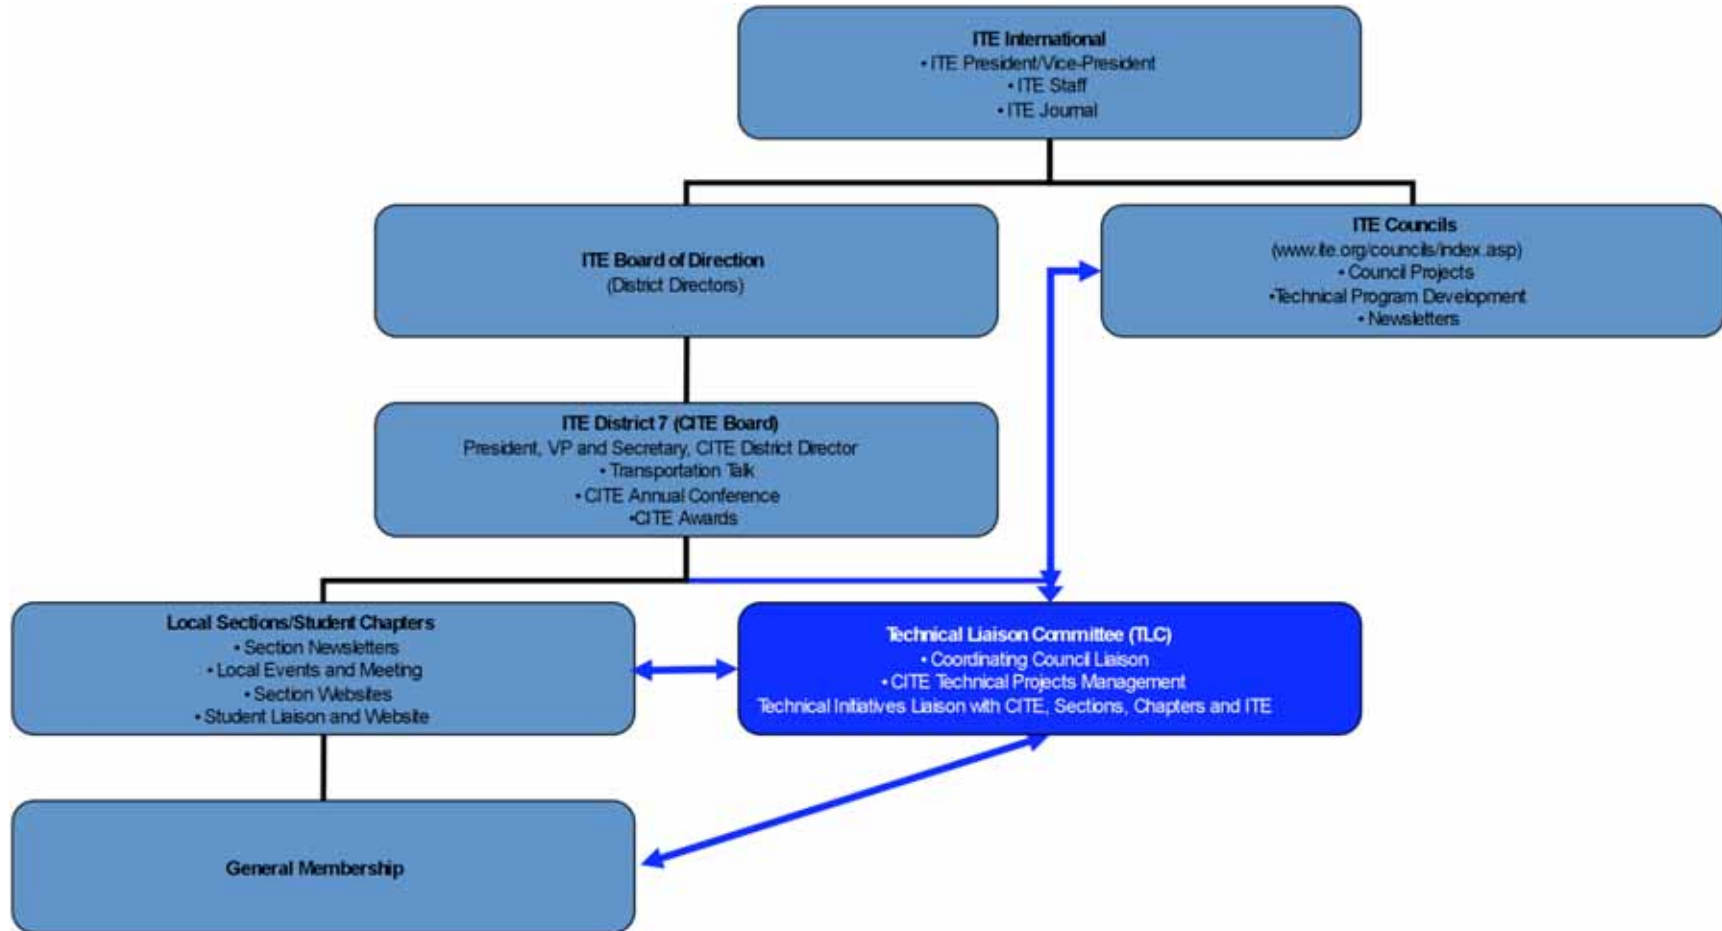 ITE International
• ITE President/Vice-President
• ITE Staff
• ITE Journal
ITE Board of Direction
(District Directors)
ITE Councils
(www.ite.org/councils/index.asp)
• Council Projects
•Technical Program Development
• Newsletters
ITE District 7 (CITE Board)
President, VP and Secretary, CITE District Director
• Transportation Talk
• CITE Annual Conference
•CITE Awards
Local Sections/Student Chapters
• Section Newsletters
• Local Events and Meeting
• Section Websites
• Student Liaison and Website
Technical Liaison Committee (TLC)
• Coordinating Council Liaison
• CITE Technical Projects Management
Technical Initiatives Liaison with CITE, Sections, Chapters and ITE
General Membership